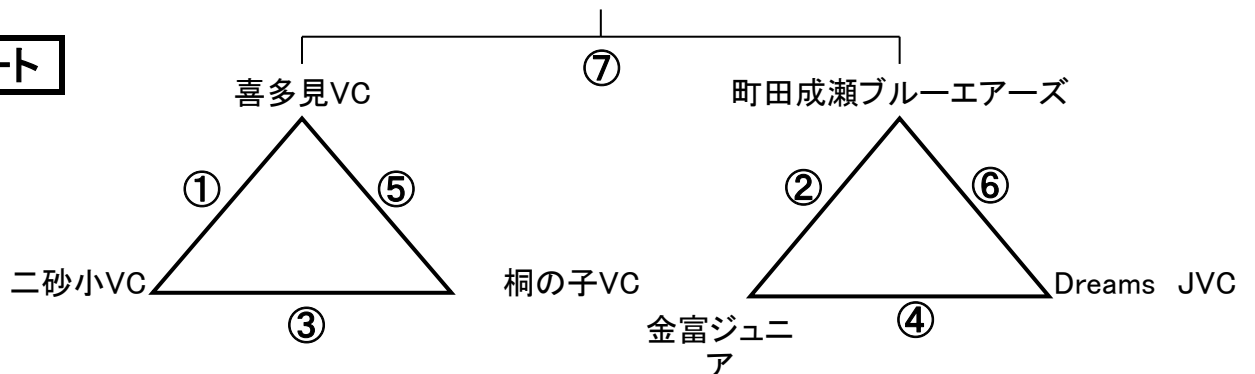 ート
⑦
喜多見VC
町田成瀬ブルーエアーズ
①
⑤
②
⑥
二砂小VC
桐の子VC
Dreams JVC
③
④
金富ジュニ
ア